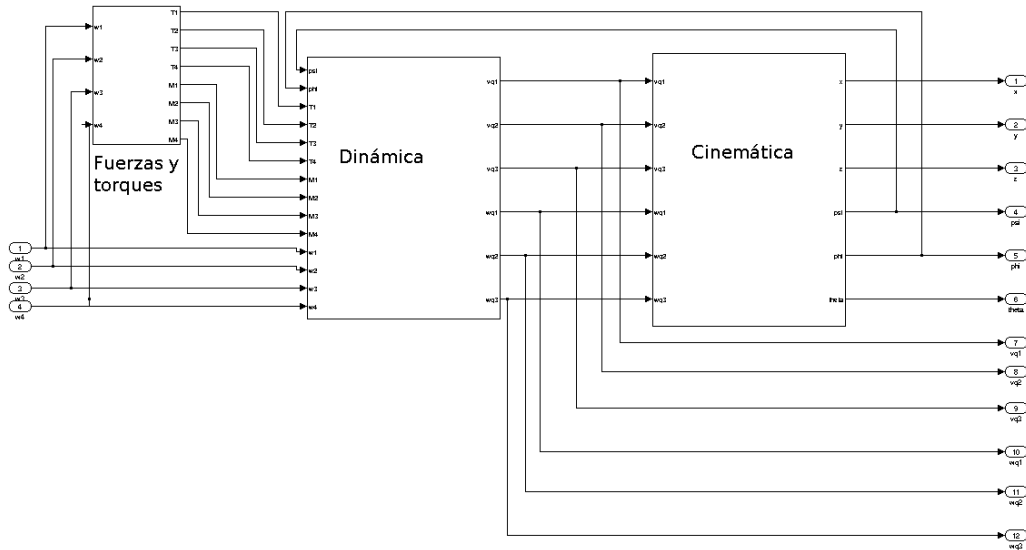 w1
w2
w3
w4
T1
T2
T3
T4
M1
M2
M3
M4
Fuerzas y
torques
1
w1
2
w2
3
w3
4
w4
psi
phi
T1
T2
T3
T4
M1
M2
M3
M4
w1
w2
w3
w4
Dinámica
vq1
vq2
vq3
wq1
wq2
wq3
vq1
vq2
vq3
wq1
wq2
wq3
Cinemática
x
y
z
psi
phi
theta
1
x
2
y
3
z
4
psi
5
phi
6
theta
7
vq1
8
vq2
9
vq3
10
wq1
11
wq2
12
wq3